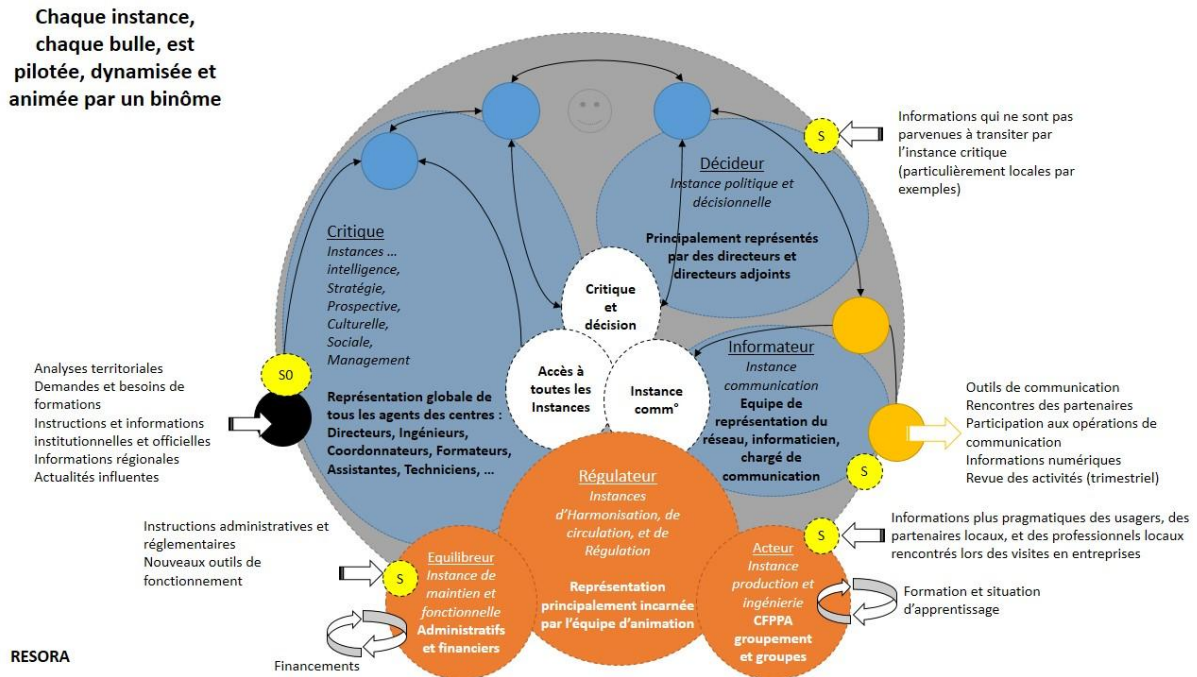 Chaque instance,
chaque bulle, est
pilotée, dynamisée et
animée par un binôme
Informations qui ne sont pas
parvenues à transiter par
l'instance critique
(particulièrement locales par
exemples)
S
Décideur
Instance politique et
décisionnelle
Principalement représentés
par des directeurs et
directeurs adjoints
Critique
Instances ...
intelligence,
Stratégie,
Prospective,
Culturelle,
Sociale,
Management
Représentation globale de
tous les agents des centres :
Directeurs, Ingénieurs,
Coordonnateurs, Formateurs,
Assistantes, Techniciens, ...
Critique
et
décision
Accès à
toutes les
Instances
Instance
comm°
Informateur
Instance
communication
Equipe de
représentation du
réseau, informaticien,
chargé de
communication
S0
Analyses territoriales
Demandes et besoins de
formations
Instructions et informations
institutionnelles et officielles
Informations régionales
Actualités influentes
Outils de communication
Rencontres des partenaires
Participation aux opérations de
communication
Informations numériques
Revue des activités (trimestriel)
S
Régulateur
Instances
d'Harmonisation, de
circulation, et de
Régulation
Représentation
principalement incarnée
par l'équipe d'animation
Instructions administratives et
réglementaires
Nouveaux outils de
fonctionnement
S
Equilibreur
Instance de
maintien et
fonctionnelle
Administratifs
et financiers
Financements
S
Informations plus pragmatiques des usagers, des
partenaires locaux, et des professionnels locaux
rencontrés lors des visites en entreprises
Acteur
Instance
production et
ingénierie
CFPPA
groupement
et groupes
Formation et situation
d'apprentissage
RESORA